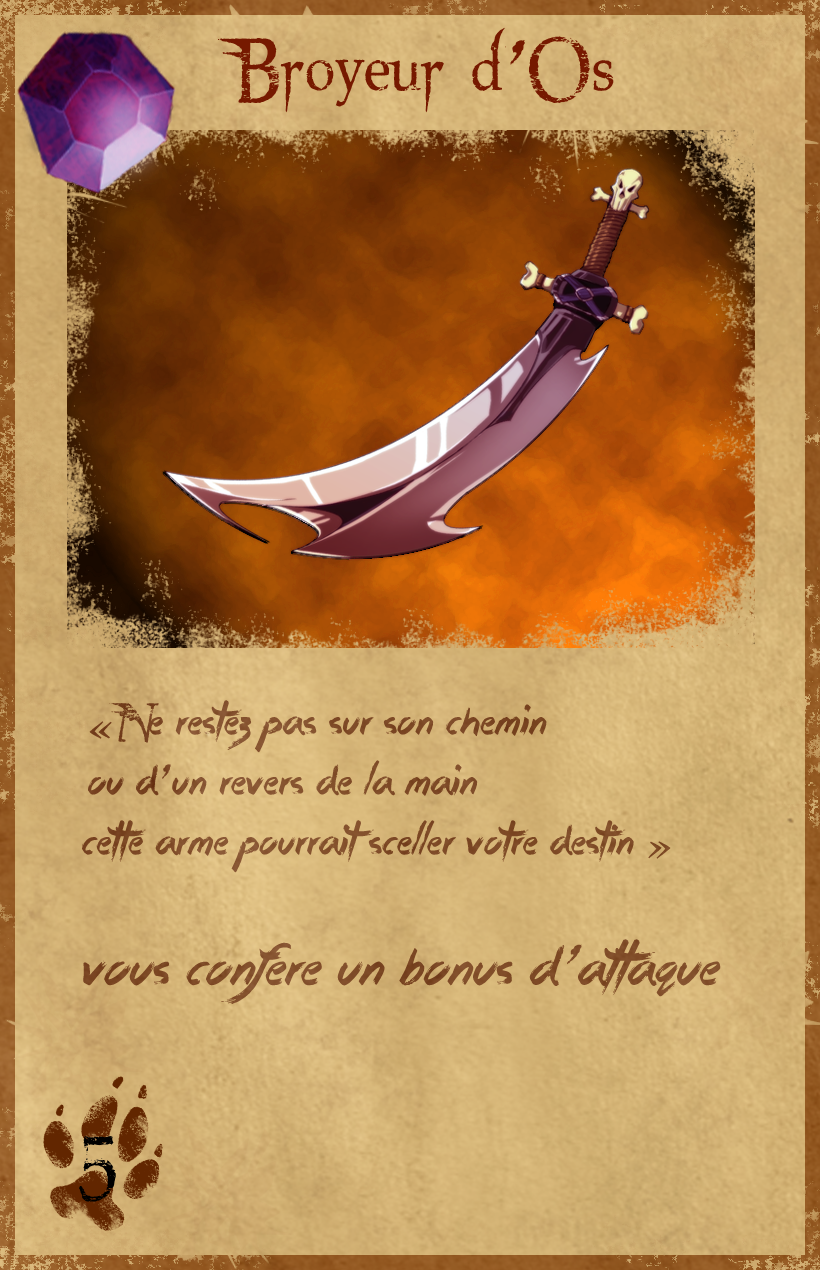 Broyeur d'Os
« Ne restez pas sur son chemin
ou d'un revers de la main
cette arme pourrait sceller votre destin »
vous confere un bonus d'attaque
5